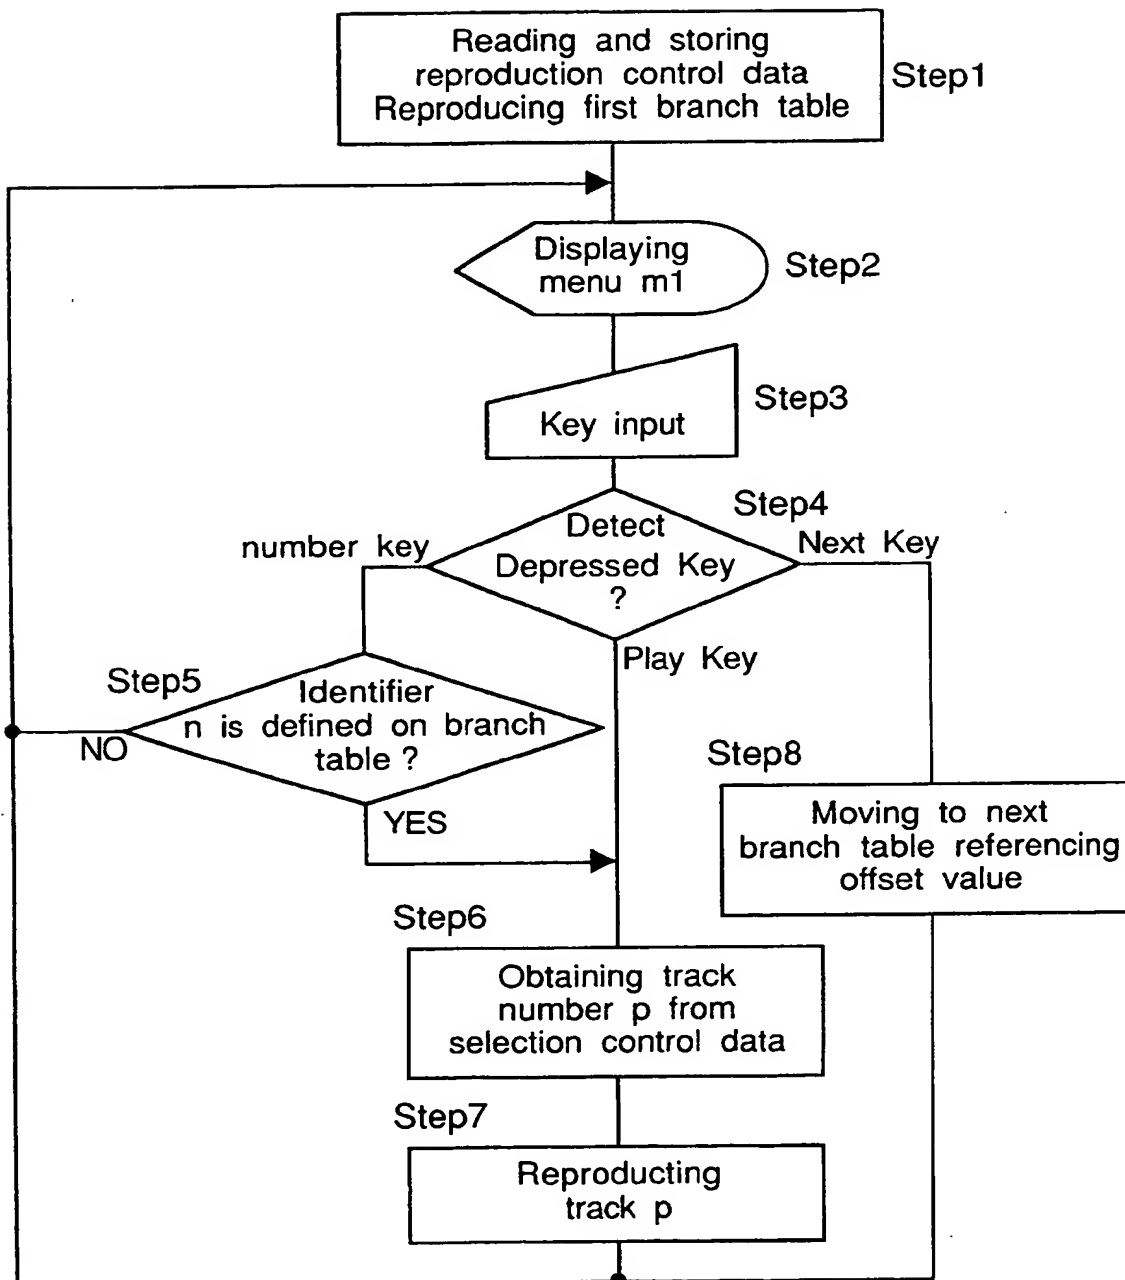 Reading and storing
reproduction control data
Reproducing first branch table
Step1
Displaying
menu m1
Step2
Key input
Step3
Step4
Detect
Depressed Key
?
number key
Next Key
Play Key
Step5
Identifier
n is defined on branch
table ?
NO
YES
Step8
Moving to next
branch table referencing
offset value
Step6
Obtaining track
number p from
selection control data
Step7
Reproducting
track p